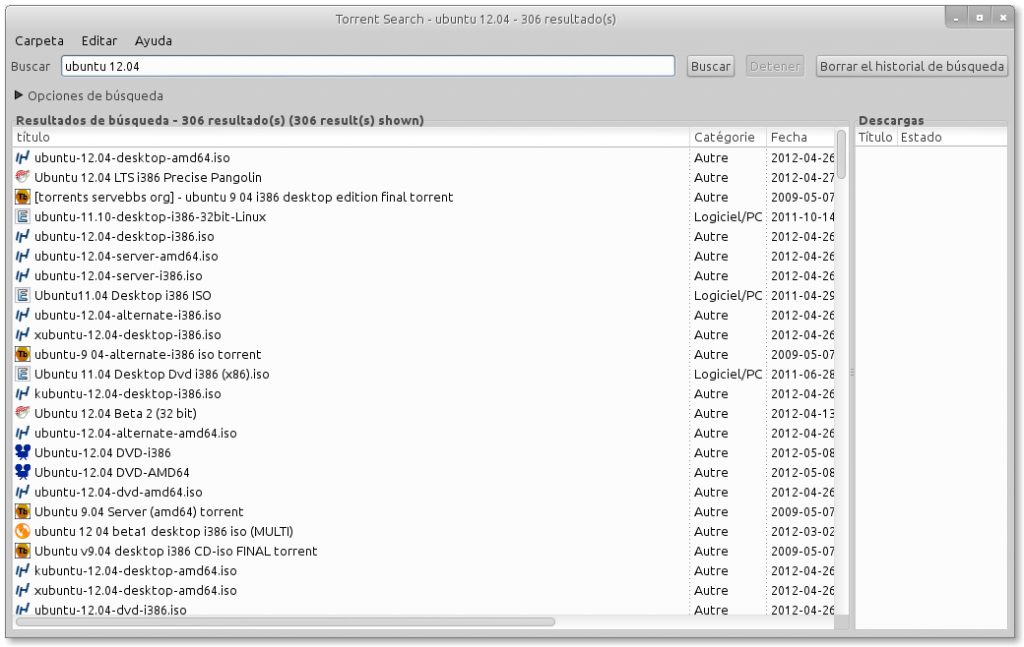 Torrent Search - ubuntu 12.04 - 306 resultado(s)
Carpeta Editar Ayuda
Buscar ubuntu 12.04 Buscar Detener Borrar el historial de búsqueda
Opciones de búsqueda
Resultados de búsqueda - 306 resultado(s) (306 result(s) shown) Descargas
título Catégorie Fecha Título Estado
ubuntu-12.04-desktop-amd64.iso Autre 2012-04-26
Ubuntu 12.04 LTS i386 Precise Pangolin Autre 2012-04-27
Tb [torrents servebbs org] - ubuntu 9 04 i386 desktop edition final torrent Autre 2009-05-07
E ubuntu-11.10-desktop-i386-32bit-Linux Logiciel/PC 2011-10-14
ubuntu-12.04-desktop-i386.iso Autre 2012-04-26
ubuntu-12.04-server-amd64.iso Autre 2012-04-26
ubuntu-12.04-server-i386.iso Autre 2012-04-26
E Ubuntu11.04 Desktop i386 ISO Logiciel/PC 2011-04-29
ubuntu-12.04-alternate-i386.iso Autre 2012-04-26
xubuntu-12.04-desktop-i386.iso Autre 2012-04-26
Tb ubuntu-9 04-alternate-i386 iso torrent Autre 2009-05-07
E Ubuntu 11.04 Desktop Dvd i386 (x86).iso Logiciel/PC 2011-06-28
kubuntu-12.04-desktop-i386.iso Autre 2012-04-26
Ubuntu 12.04 Beta 2 (32 bit) Autre 2012-04-13
ubuntu-12.04-alternate-amd64.iso Autre 2012-04-26
Ubuntu-12.04 DVD-i386 Autre 2012-05-08
Ubuntu-12.04 DVD-AMD64 Autre 2012-05-08
ubuntu-12.04-dvd-amd64.iso Autre 2012-04-26
Tb Ubuntu 9.04 Server (amd64) torrent Autre 2009-05-07
ubuntu 12 04 beta1 desktop i386 iso (MULTI) Autre 2012-03-02
Tb Ubuntu v9.04 desktop i386 CD-iso FINAL torrent Autre 2009-05-07
kubuntu-12.04-desktop-amd64.iso Autre 2012-04-26
xubuntu-12.04-desktop-amd64.iso Autre 2012-04-26
ubuntu-12.04-dvd-i386.iso Autre 2012-04-26